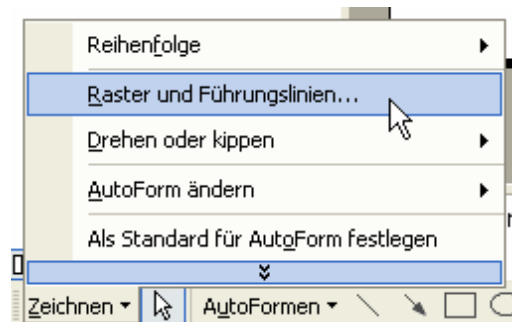 Reihenfolge
Raster und Führungslinien...
Drehen oder kippen
AutoForm ändern
Als Standard für AutoForm festlegen
Zeichnen AutoFormen